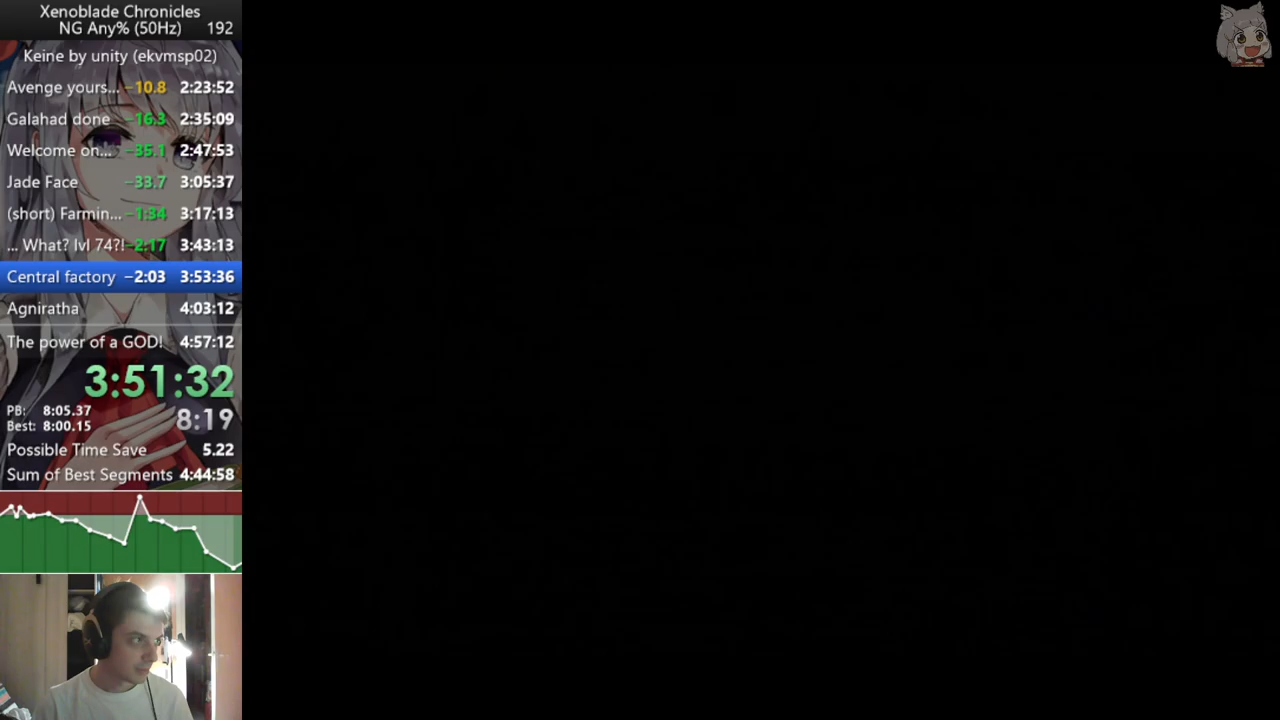 Xenoblade Chronicles
NG Any% (50Hz) 192
Keine by unity (ekvmsp02)
Avenge yours... −10.8 2:23:52
Galahad done −16.3 2:35:09
Welcome on... −35.1 2:47:53
Jade Face −33.7 3:05:37
(short) Farmin... −1:34 3:17:13
... What? lvl 74?! −2:17 3:43:13
Central factory −2:03 3:53:36
Agniratha 4:03:12
The power of a GOD! 4:57:12
3:51:32
PB: 8:05.37
Best: 8:00.15
8:19
Possible Time Save 5.22
Sum of Best Segments 4:44:58